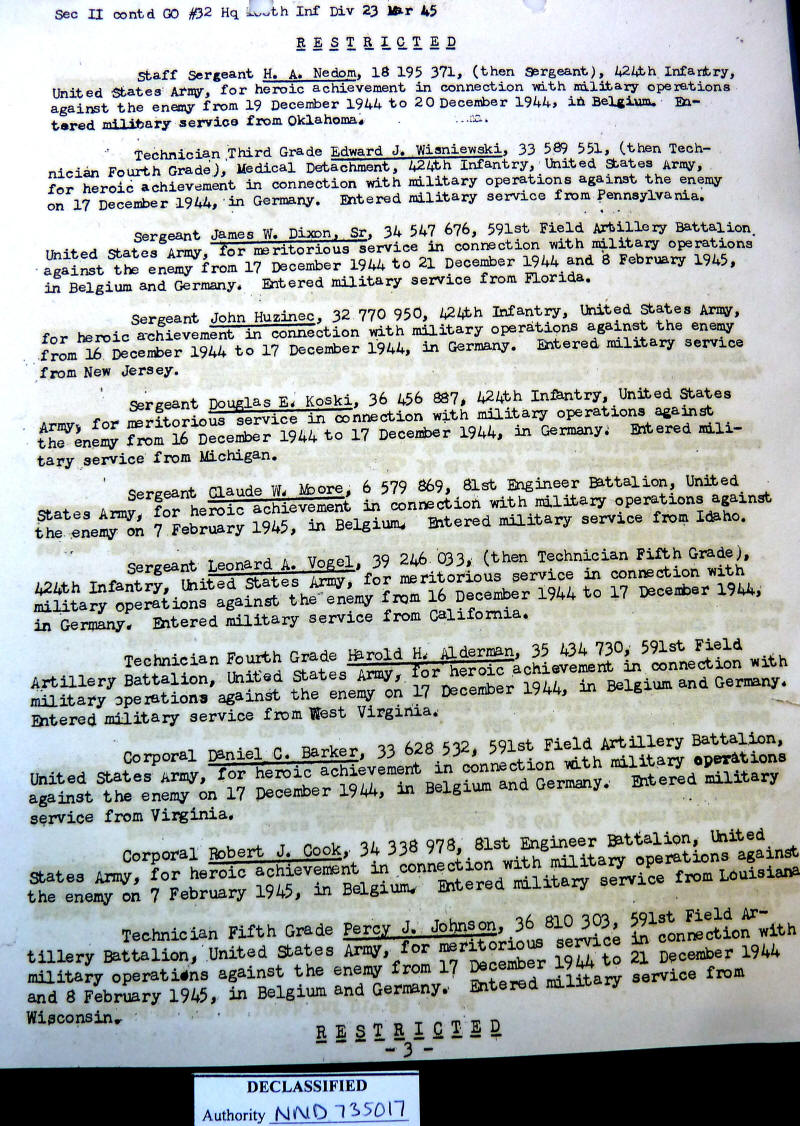 Sec II contd GO #32 Hq 106th Inf Div 23 Mar 45
R E S T R I C T E D
Staff Sergeant H. A. Nedom, 18 195 371, (then Sergeant), 424th Infantry,
United States Army, for heroic achievement in connection with military operations
against the enemy from 19 December 1944 to 20 December 1944, in Belgium. En-
tered military service from Oklahoma.
Technician Third Grade Edward J. Wisniewski, 33 589 551, (then Tech-
nician Fourth Grade), Medical Detachment, 424th Infantry, United States Army,
for heroic achievement in connection with military operations against the enemy
on 17 December 1944, in Germany. Entered military service from Pennsylvania.
Sergeant James W. Dixon, Sr, 34 547 676, 591st Field Artillery Battalion
United States Army, for meritorious service in connection with military operations
against the enemy from 17 December 1944 to 21 December 1944 and 8 February 1945,
in Belgium and Germany. Entered military service from Florida.
Sergeant John Huzinec, 32 770 950, 424th Infantry, United States Army,
for heroic achievement in connection with military operations against the enemy
from 16 December 1944 to 17 December 1944, in Germany. Entered military service
from New Jersey.
Sergeant Douglas E. Koski, 36 456 887, 424th Infantry, United States
Army, for meritorious service in connection with military operations against
the enemy from 16 December 1944 to 17 December 1944, in Germany. Entered mili-
tary service from Michigan.
Sergeant Claude W. Moore, 6 579 869, 81st Engineer Battalion, United
States Army, for heroic achievement in connection with military operations against
the enemy on 7 February 1945, in Belgium. Entered military service from Idaho.
Sergeant Leonard A. Vogel, 39 246 033, (then Technician Fifth Grade),
424th Infantry, United States Army, for meritorious service in connection with
military operations against the enemy from 16 December 1944 to 17 December 1944,
in Germany. Entered military service from California.
Technician Fourth Grade Harold H. Alderman, 35 434 730, 591st Field
Artillery Battalion, United States Army, for heroic achievement in connection with
military operations against the enemy on 17 December 1944, in Belgium and Germany.
Entered military service from West Virginia.
Corporal Daniel C. Barker, 33 628 532, 591st Field Artillery Battalion,
United States Army, for heroic achievement in connection with military operations
against the enemy on 17 December 1944, in Belgium and Germany. Entered military
service from Virginia.
Corporal Robert J. Cook, 34 338 978, 81st Engineer Battalion, United
States Army, for heroic achievement in connection with military operations against
the enemy on 7 February 1945, in Belgium. Entered military service from Louisiana
Technician Fifth Grade Percy J. Johnson, 36 810 303, 591st Field Ar-
tillery Battalion, United States Army, for meritorious service in connection with
military operations against the enemy from 17 December 1944 to 21 December 1944
and 8 February 1945, in Belgium and Germany. Entered military service from
Wisconsin.
R E S T R I C T E D
- 3 -
DECLASSIFIED
Authority NND 735017